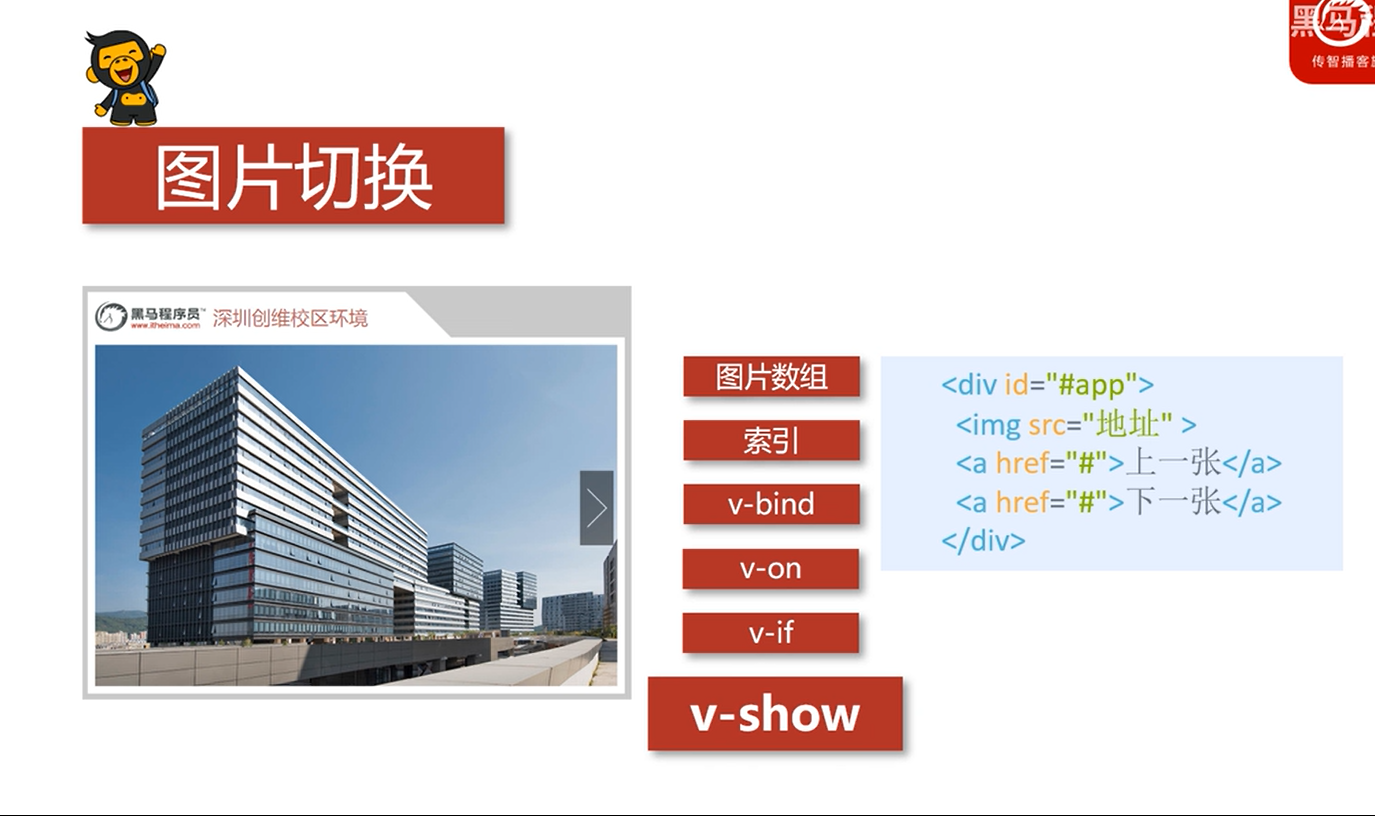 黑马程
传智播客旗
图片切换
黑马程序员™
www.itheima.com
深圳创维校区环境
图片数组
索引
v-bind
v-on
v-if
v-show
<div id="#app">
<img src="地址" >
<a href="#">上一张</a>
<a href="#">下一张</a>
</div>